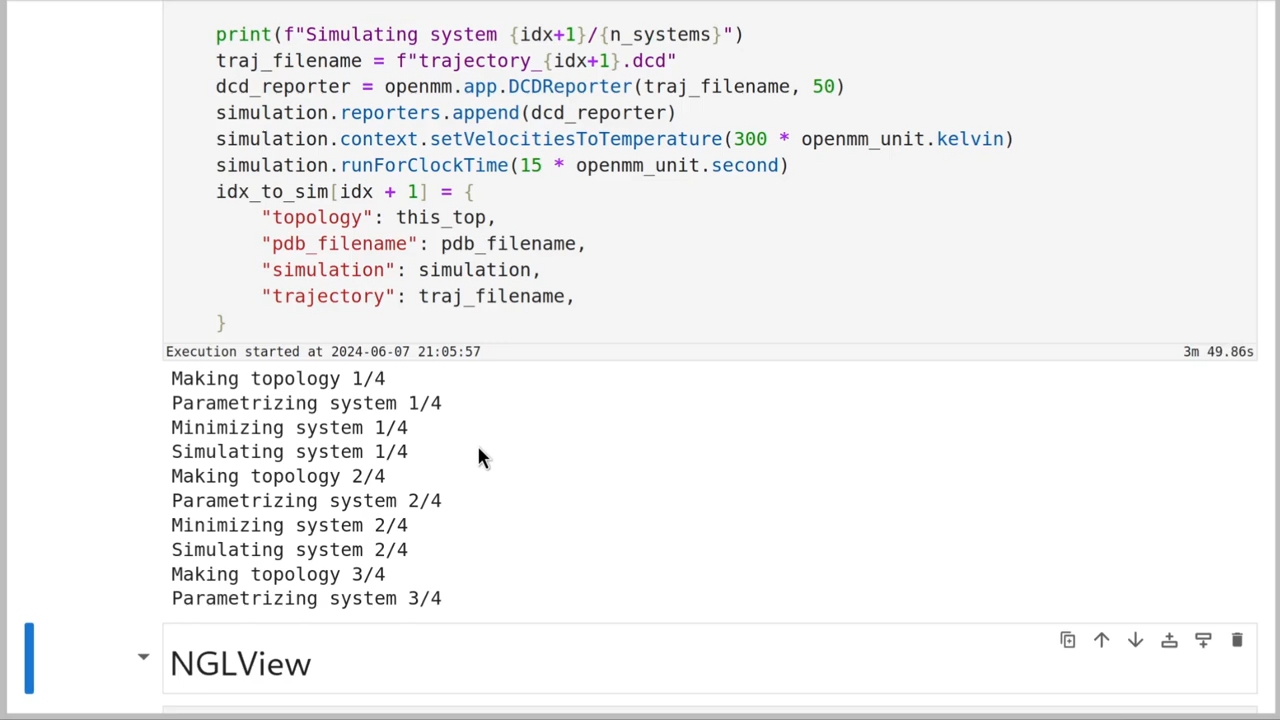 print(f"Simulating system {idx+1}/{n_systems}")
traj_filename = f"trajectory_{idx+1}.dcd"
dcd_reporter = openmm.app.DCDReporter(traj_filename, 50)
simulation.reporters.append(dcd_reporter)
simulation.context.setVelocitiesToTemperature(300 * openmm_unit.kelvin)
simulation.runForClockTime(15 * openmm_unit.second)
idx_to_sim[idx + 1] = {
    "topology": this_top,
    "pdb_filename": pdb_filename,
    "simulation": simulation,
    "trajectory": traj_filename,
}
Execution started at 2024-06-07 21:05:57 3m 49.86s
Making topology 1/4
Parametrizing system 1/4
Minimizing system 1/4
Simulating system 1/4
Making topology 2/4
Parametrizing system 2/4
Minimizing system 2/4
Simulating system 2/4
Making topology 3/4
Parametrizing system 3/4
NGLView